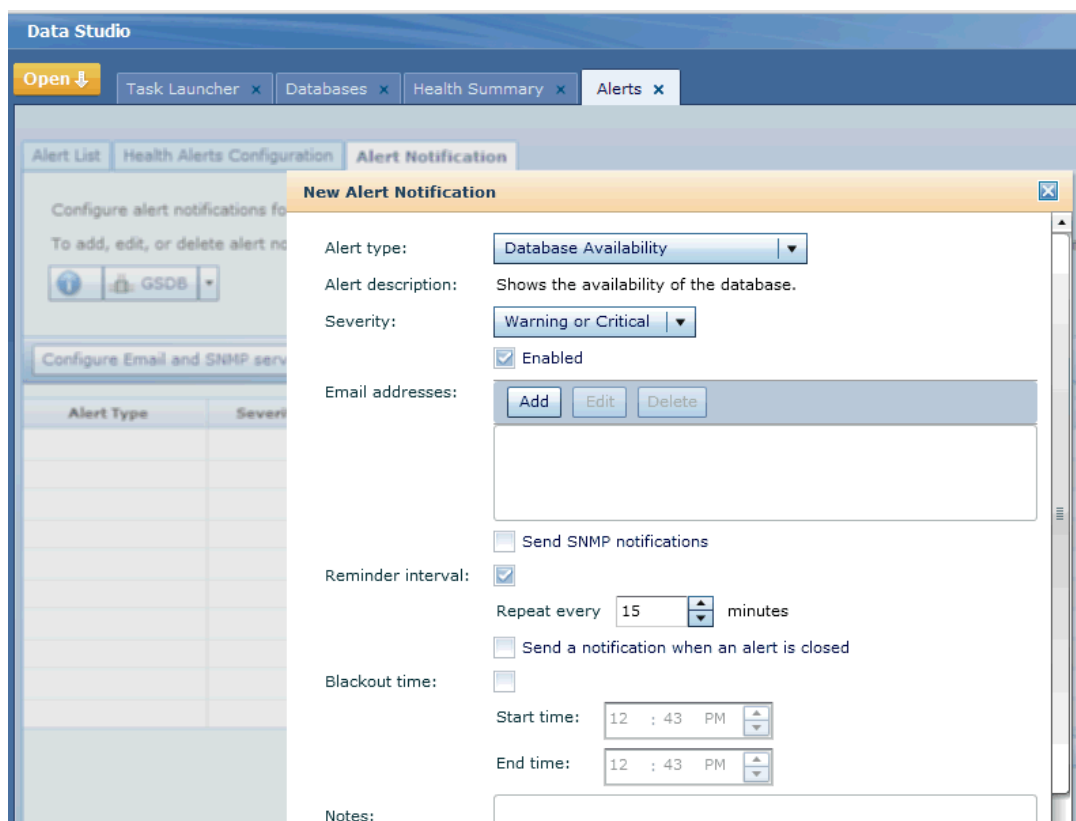 Data Studio
Open
Task Launcher × Databases × Health Summary × Alerts ×
Alert List Health Alerts Configuration Alert Notification
New Alert Notification
Configure alert notifications fo
To add, edit, or delete alert no
GSDB
Configure Email and SNMP serv
Alert Type Severi
Alert type: Database Availability
Alert description: Shows the availability of the database.
Severity: Warning or Critical
Enabled
Email addresses: Add Edit Delete
Send SNMP notifications
Reminder interval:
Repeat every 15 minutes
Send a notification when an alert is closed
Blackout time:
Start time: 12 : 43 PM
End time: 12 : 43 PM
Notes: